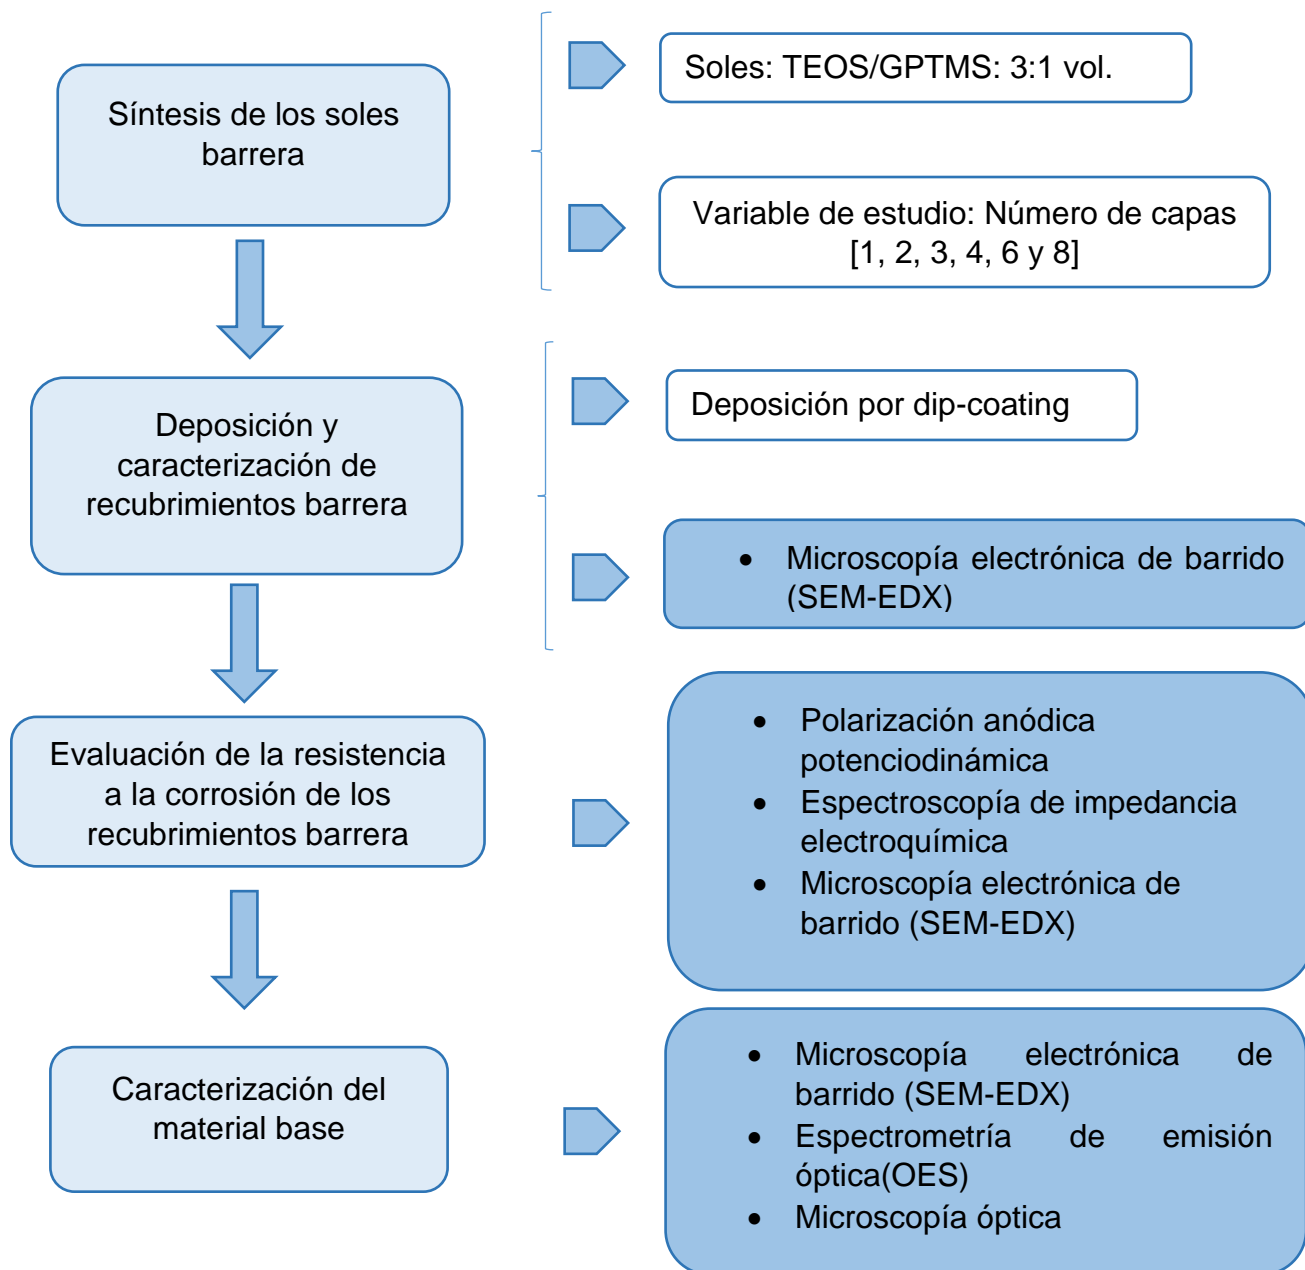 Síntesis de los soles
barrera
Soles: TEOS/GPTMS: 3:1 vol.
Variable de estudio: Número de capas
[1, 2, 3, 4, 6 y 8]
Deposición y
caracterización de
recubrimientos barrera
Deposición por dip-coating
• Microscopía electrónica de barrido
(SEM-EDX)
Evaluación de la resistencia
a la corrosión de los
recubrimientos barrera
• Polarización anódica
potenciodinámica
• Espectroscopía de impedancia
electroquímica
• Microscopía electrónica de
barrido (SEM-EDX)
Caracterización del
material base
• Microscopía electrónica de
barrido (SEM-EDX)
• Espectrometría de emisión
óptica(OES)
• Microscopía óptica